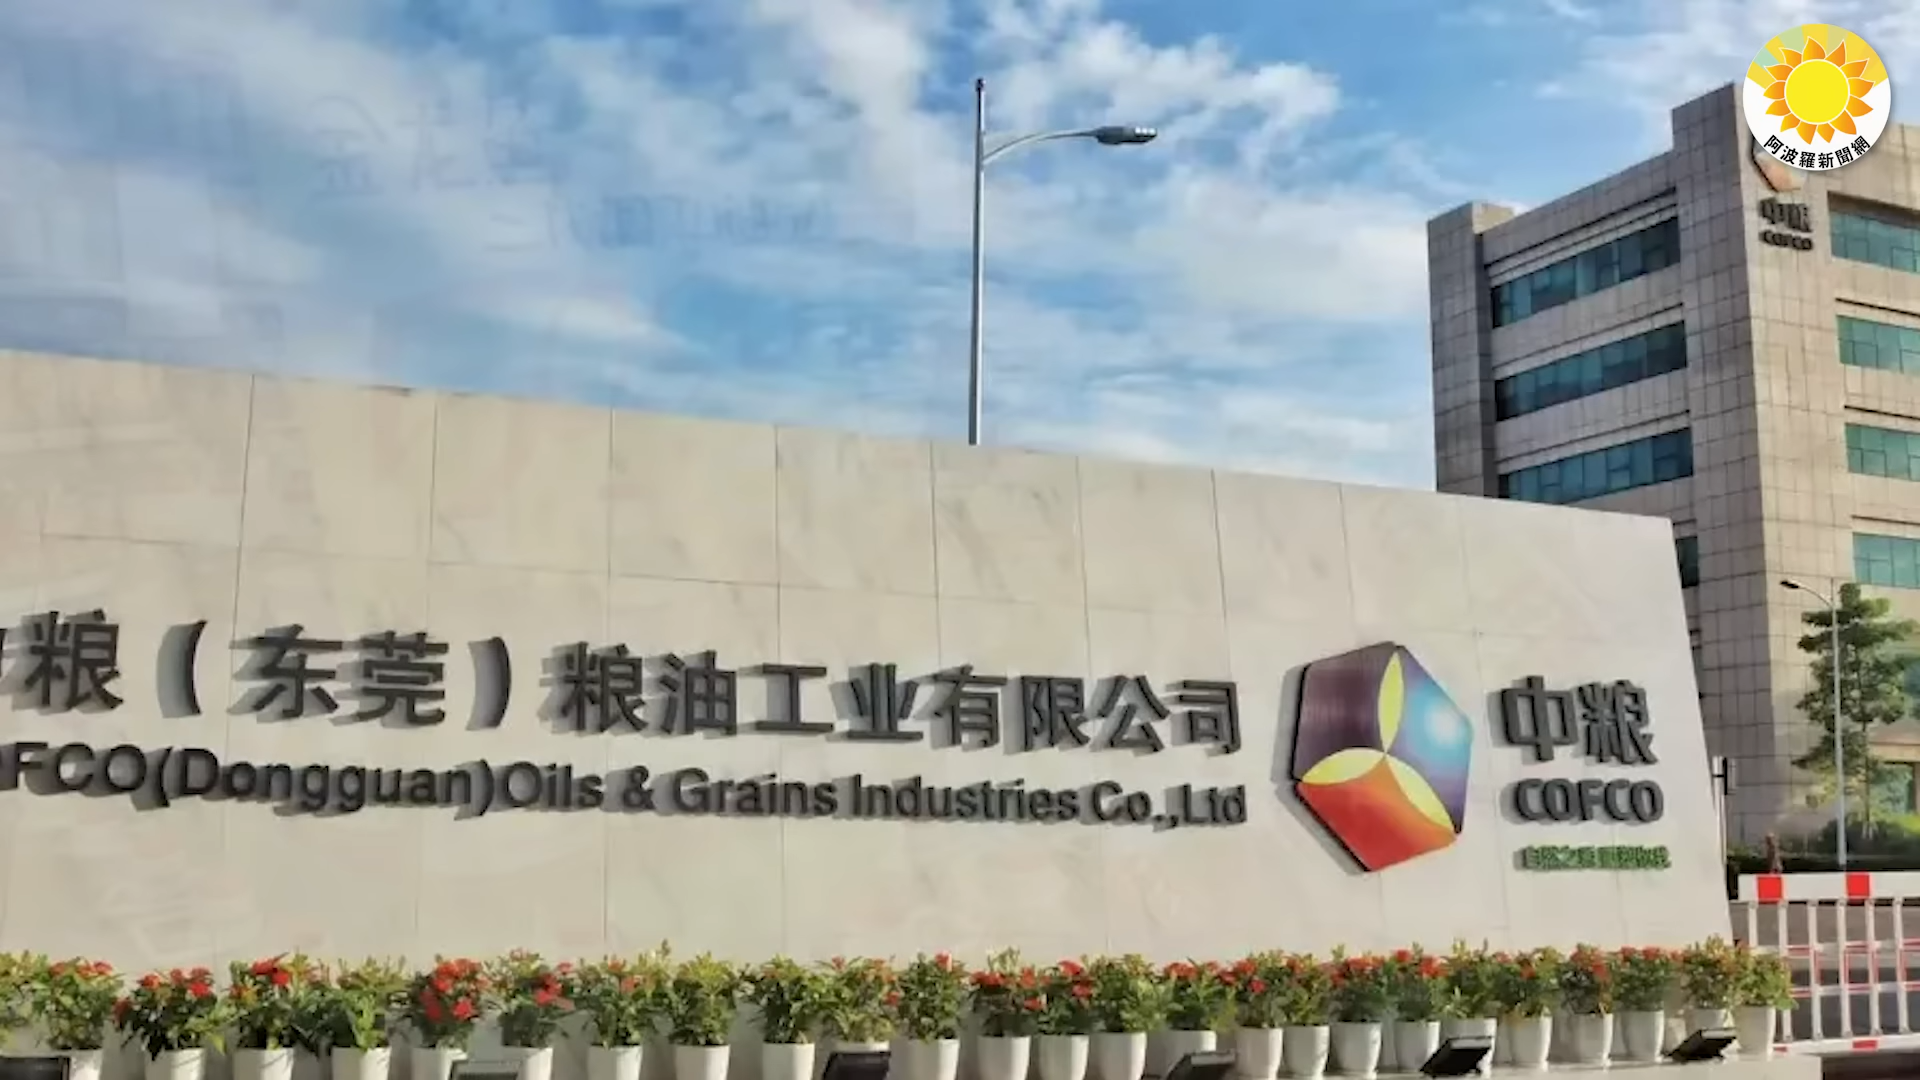 阿波羅新聞網
中粮
COFCO
粮（东莞）粮油工业有限公司
OFCO(Dongguan)Oils & Grains Industries Co.,Ltd
中粮
COFCO